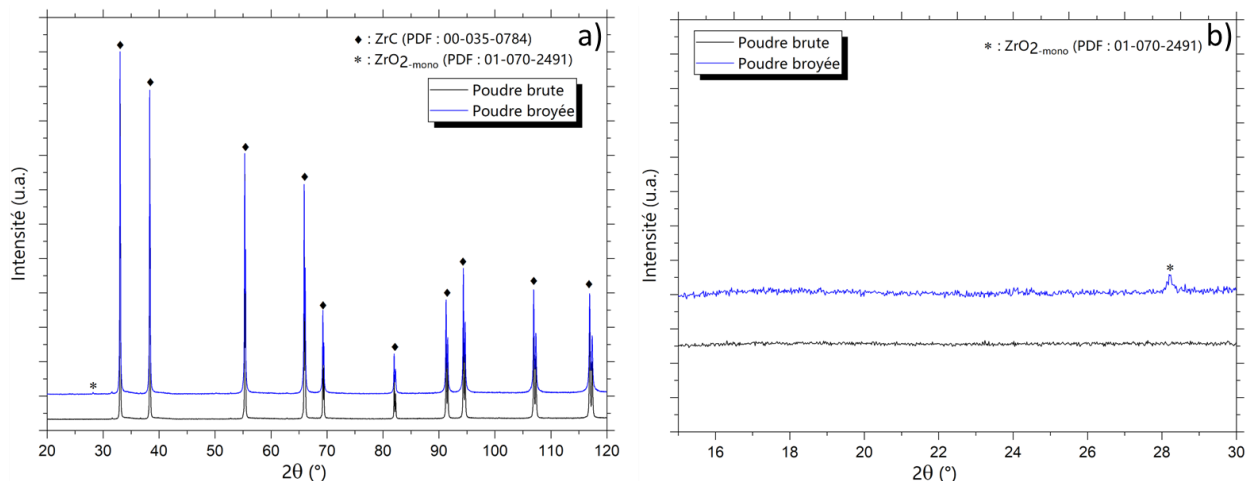 ♦ : ZrC (PDF : 00-035-0784)
a)
* : ZrO2-mono (PDF : 01-070-2491)
Poudre brute
Poudre broyée
Intensité (u.a.)
*
20 30 40 50 60 70 80 90 100 110 120
2θ (°)
b)
Poudre brute
Poudre broyée
* : ZrO2-mono (PDF : 01-070-2491)
Intensité (u.a.)
*
16 18 20 22 24 26 28 30
2θ (°)